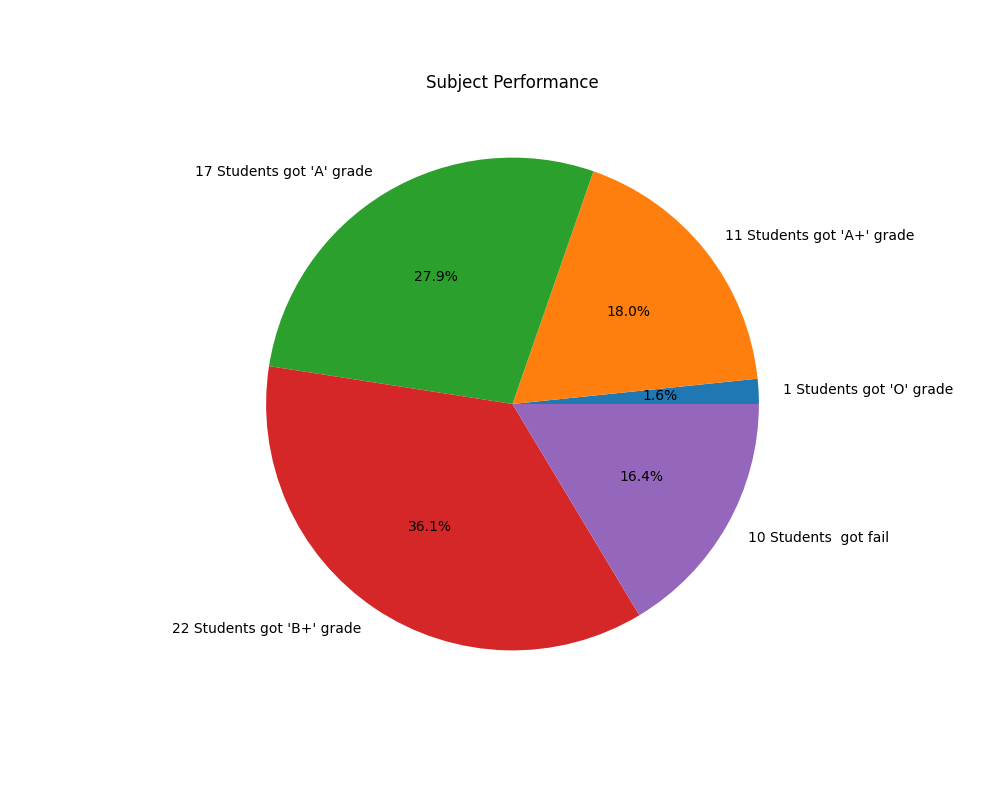 Subject Performance
17 Students got 'A' grade
11 Students got 'A+' grade
27.9%
18.0%
1 Students got 'O' grade
1.6%
16.4%
36.1%
10 Students  got fail
22 Students got 'B+' grade